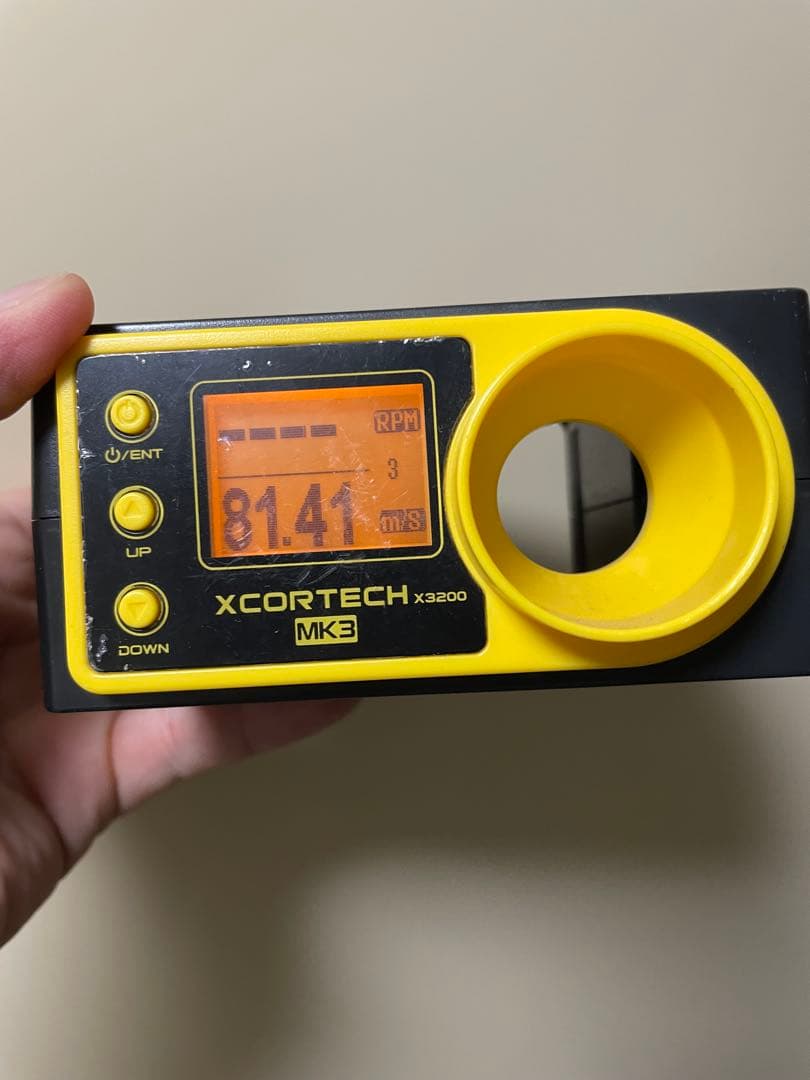 ⏻/ENT
UP
DOWN
---- RPM
3
81.41 m/s
XCORTECH X3200
MK3